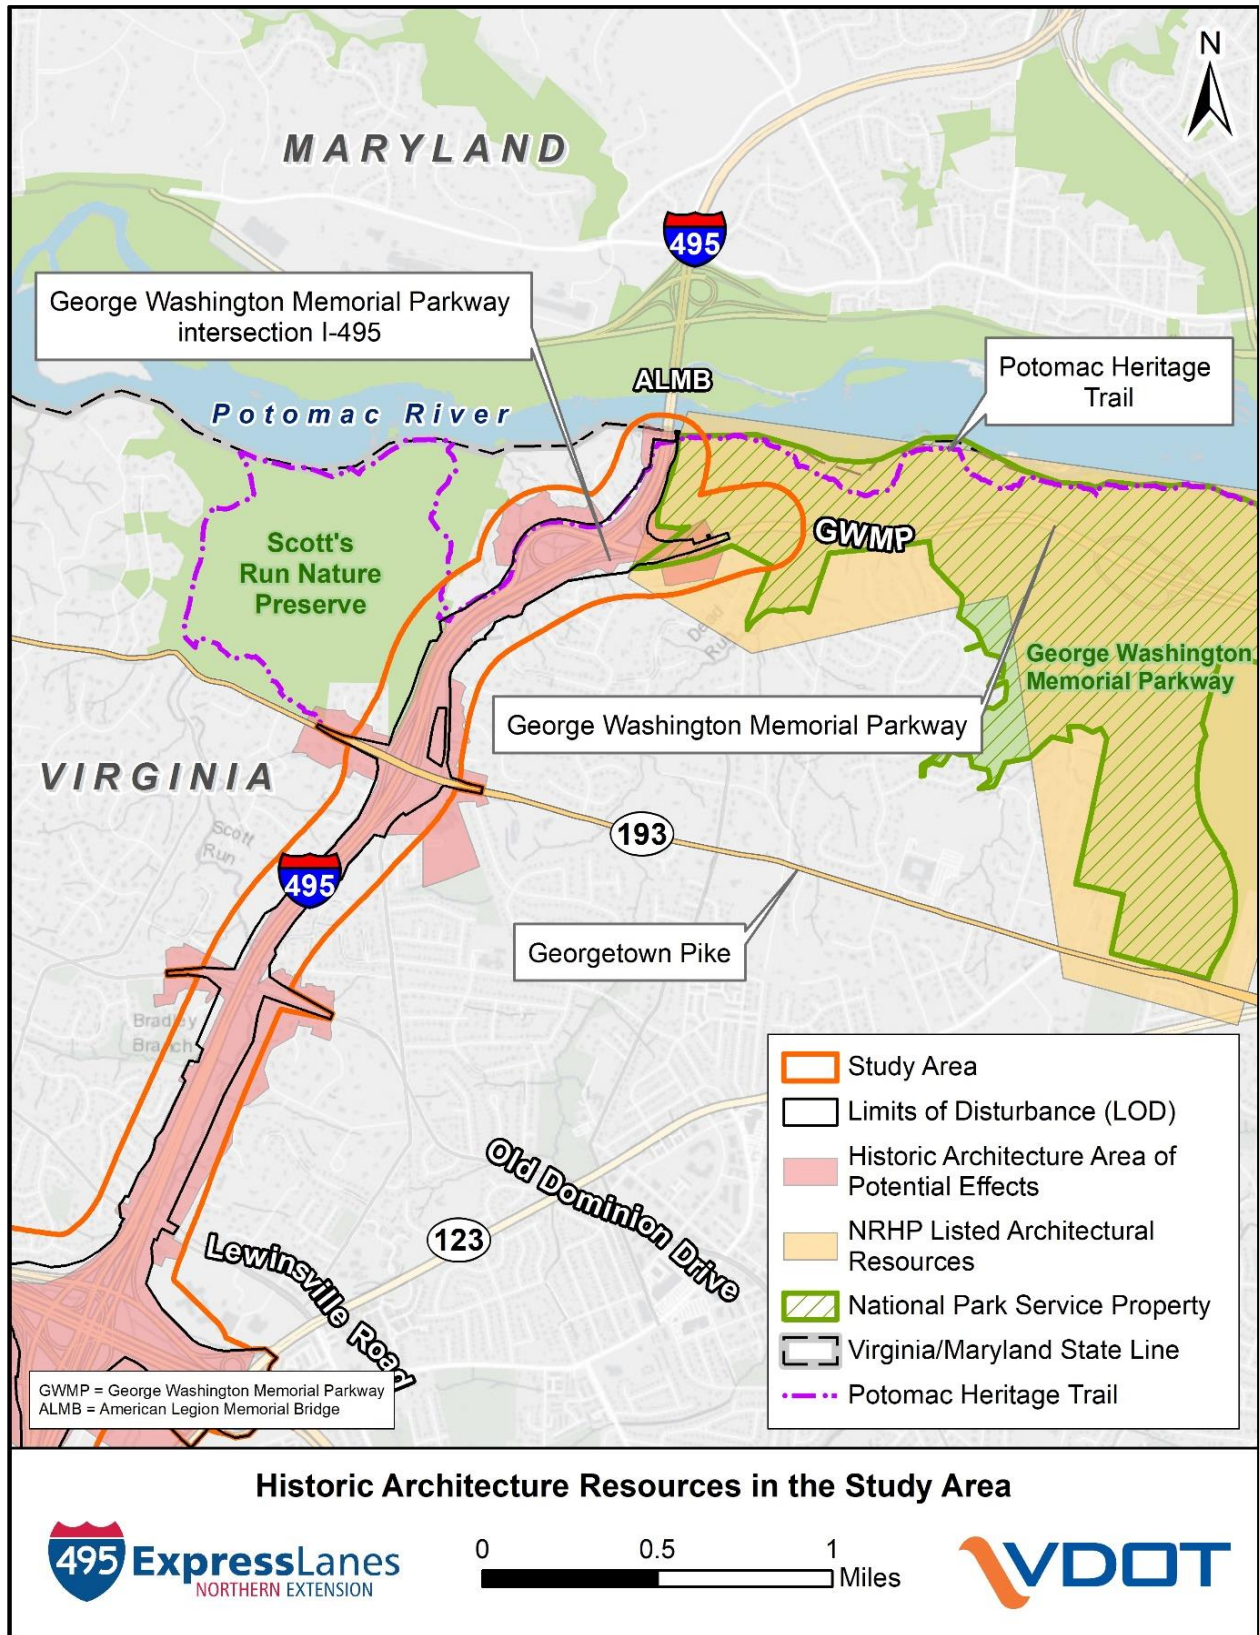 N
MARYLAND
495
George Washington Memorial Parkway
intersection I-495
ALMB
Potomac Heritage
Trail
Potomac River
GWMP
Scott's
Run Nature
Preserve
Dead
Run
George Washington
Memorial Parkway
George Washington Memorial Parkway
VIRGINIA
193
Scott
Run
495
Georgetown Pike
Bradley
Branch
Old Dominion Drive
123
Lewinsville Road
Study Area
Limits of Disturbance (LOD)
Historic Architecture Area of
Potential Effects
NRHP Listed Architectural
Resources
National Park Service Property
Virginia/Maryland State Line
Potomac Heritage Trail
GWMP = George Washington Memorial Parkway
ALMB = American Legion Memorial Bridge
Historic Architecture Resources in the Study Area
495 ExpressLanes
NORTHERN EXTENSION
0 0.5 1
Miles
VDOT